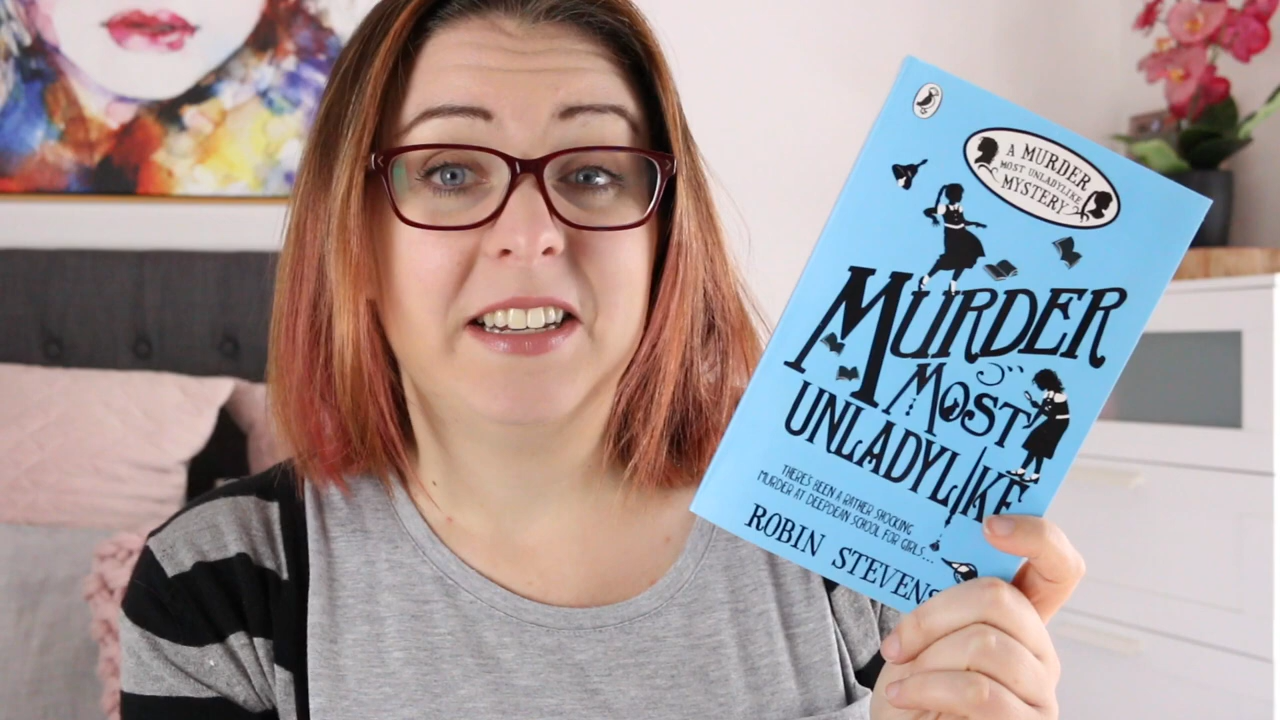 A MURDER
MOST UNLADYLIKE
MYSTERY
MURDER
MOST
UNLADYLIKE
THERE'S BEEN A RATHER SHOCKING
MURDER AT DEEPDEAN SCHOOL FOR GIRLS...
ROBIN STEVENS